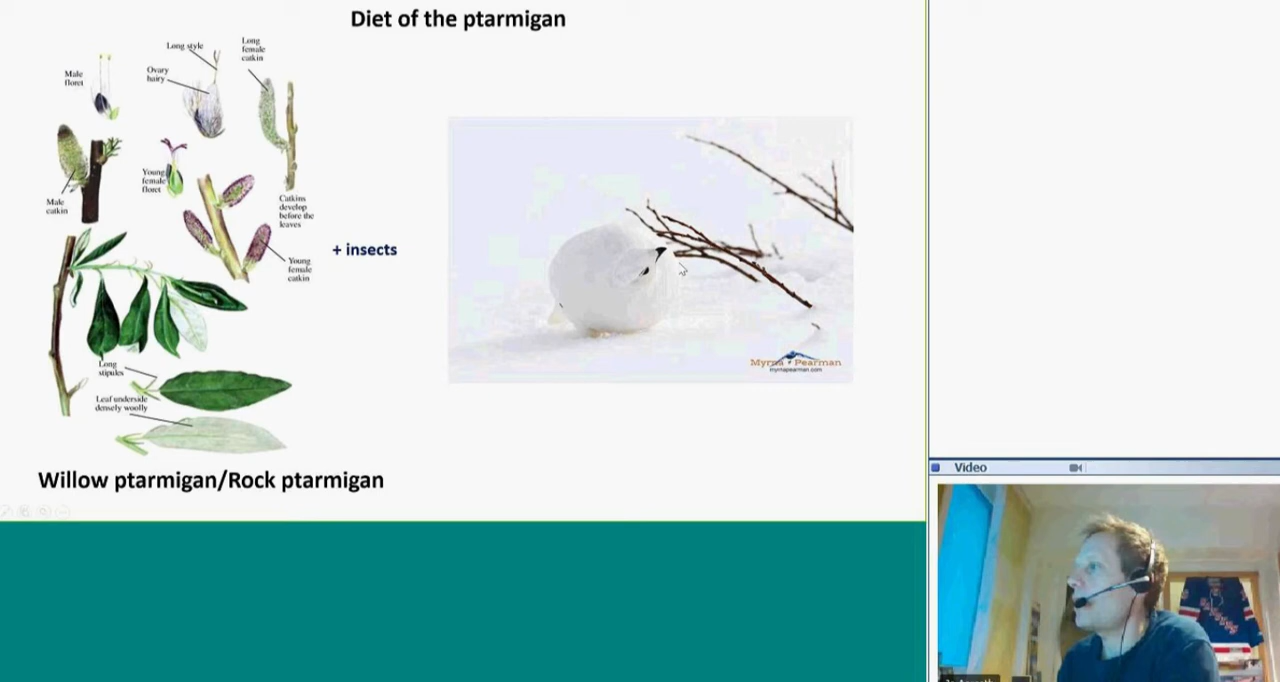 Diet of the ptarmigan
Long style
Long
female
catkin
Male
floret
Ovary
hairy
Young
female
floret
Male
catkin
Catkins
develop
before the
leaves
+ insects
Young
female
catkin
Long
stipules
Leaf underside
densely woolly
Myrna Pearman
myrnapearman.com
Willow ptarmigan/Rock ptarmigan
Video